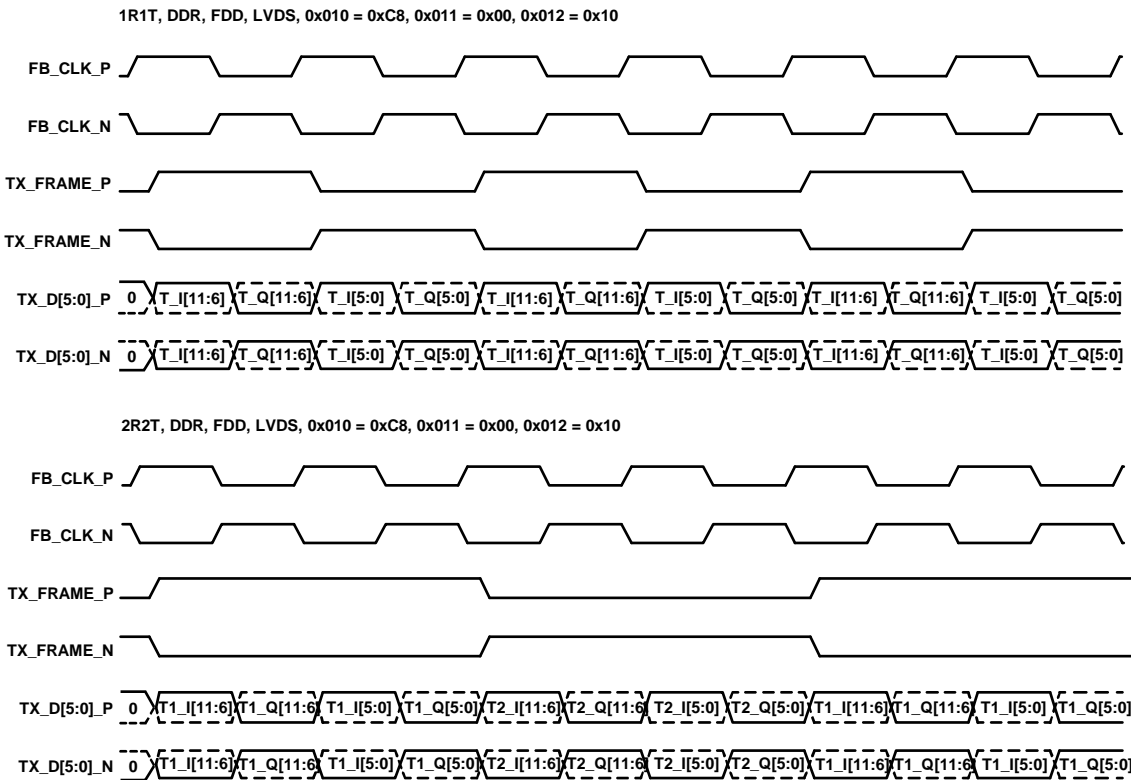 1R1T, DDR, FDD, LVDS, 0x010 = 0xC8, 0x011 = 0x00, 0x012 = 0x10
FB_CLK_P
FB_CLK_N
TX_FRAME_P
TX_FRAME_N
TX_D[5:0]_P 0 T_I[11:6] T_Q[11:6] T_I[5:0] T_Q[5:0] T_I[11:6] T_Q[11:6] T_I[5:0] T_Q[5:0] T_I[11:6] T_Q[11:6] T_I[5:0] T_Q[5:0]
TX_D[5:0]_N 0 T_I[11:6] T_Q[11:6] T_I[5:0] T_Q[5:0] T_I[11:6] T_Q[11:6] T_I[5:0] T_Q[5:0] T_I[11:6] T_Q[11:6] T_I[5:0] T_Q[5:0]
2R2T, DDR, FDD, LVDS, 0x010 = 0xC8, 0x011 = 0x00, 0x012 = 0x10
FB_CLK_P
FB_CLK_N
TX_FRAME_P
TX_FRAME_N
TX_D[5:0]_P 0 T1_I[11:6] T1_Q[11:6] T1_I[5:0] T1_Q[5:0] T2_I[11:6] T2_Q[11:6] T2_I[5:0] T2_Q[5:0] T1_I[11:6] T1_Q[11:6] T1_I[5:0] T1_Q[5:0]
TX_D[5:0]_N 0 T1_I[11:6] T1_Q[11:6] T1_I[5:0] T1_Q[5:0] T2_I[11:6] T2_Q[11:6] T2_I[5:0] T2_Q[5:0] T1_I[11:6] T1_Q[11:6] T1_I[5:0] T1_Q[5:0]